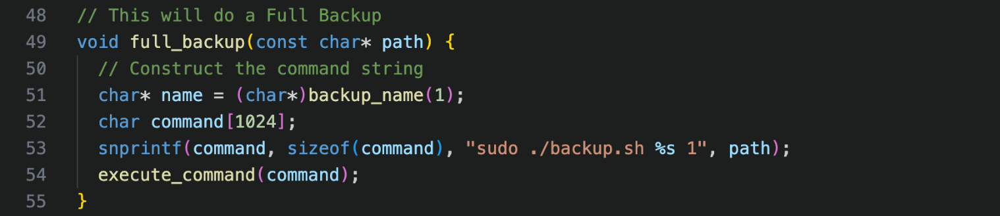 48 // This will do a Full Backup
49 void full_backup(const char* path) {
50 // Construct the command string
51 char* name = (char*)backup_name(1);
52 char command[1024];
53 snprintf(command, sizeof(command), "sudo ./backup.sh %s 1", path);
54 execute_command(command);
55 }